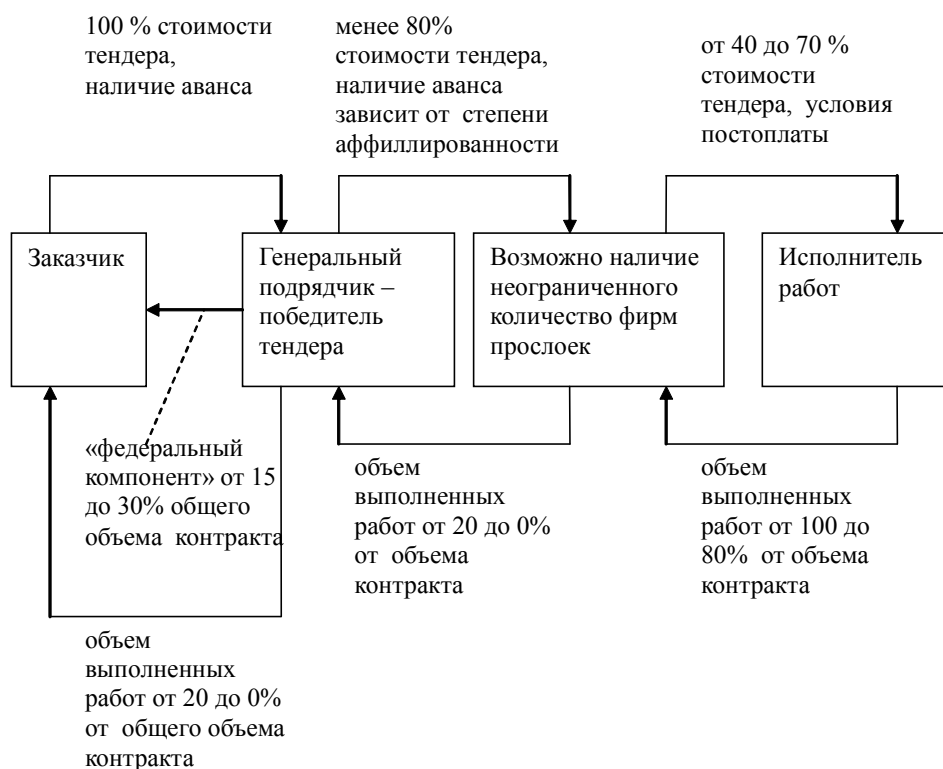 100 % стоимости
тендера,
наличие аванса
менее 80%
стоимости тендера,
наличие аванса
зависит от степени
аффиллированности
от 40 до 70 %
стоимости
тендера, условия
постоплаты
Заказчик
Генеральный
подрядчик –
победитель
тендера
Возможно наличие
неограниченного
количество фирм
прослоек
Исполнитель
работ
«федеральный
компонент» от 15
до 30% общего
объема контракта
объем
выполненных
работ от 20 до 0%
от объема
контракта
объем
выполненных
работ от 100 до
80% от объема
контракта
объем
выполненных
работ от 20 до 0%
от общего объема
контракта